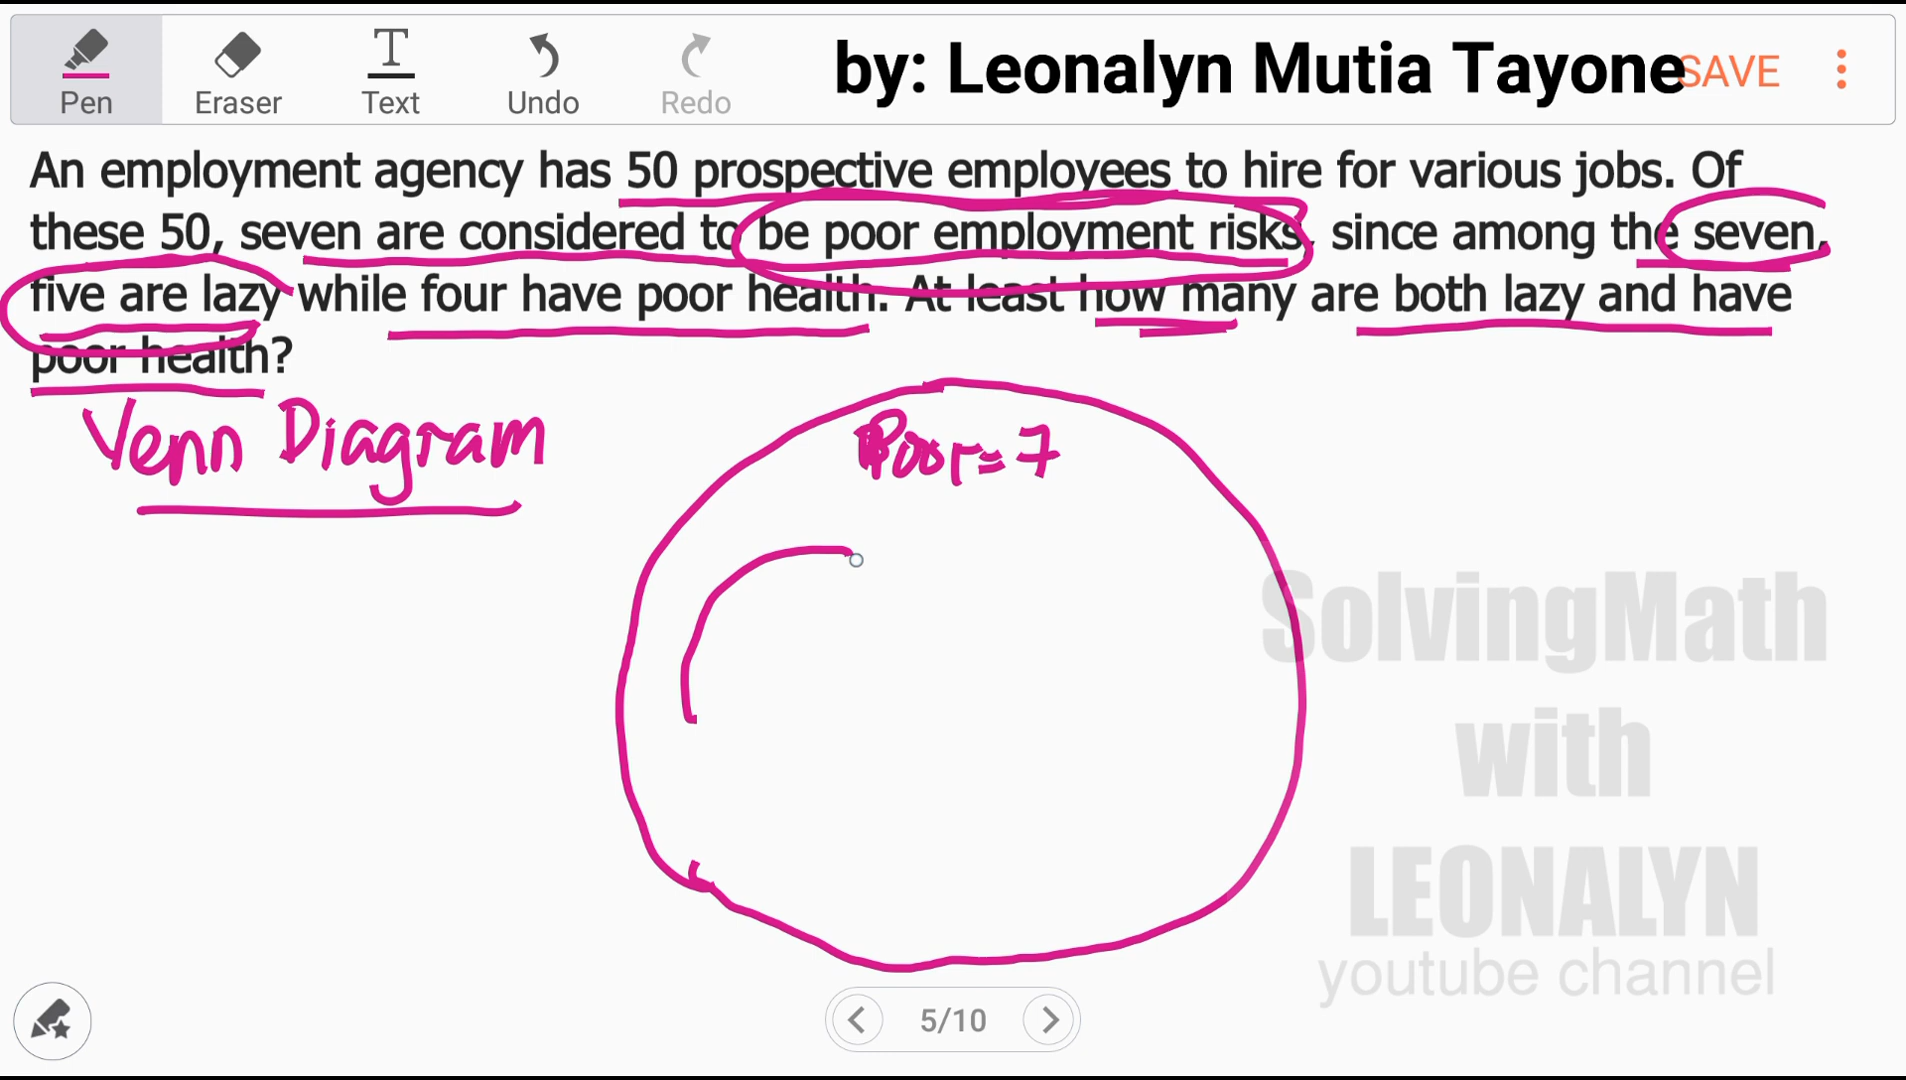 Pen
Eraser
Text
Undo
Redo
by: Leonalyn Mutia Tayone
SAVE
An employment agency has 50 prospective employees to hire for various jobs. Of
these 50, seven are considered to be poor employment risks, since among the seven,
five are lazy while four have poor health. At least how many are both lazy and have
poor health?
Venn Diagram
Poor=7
SolvingMath
with
LEONALYN
youtube channel
5/10